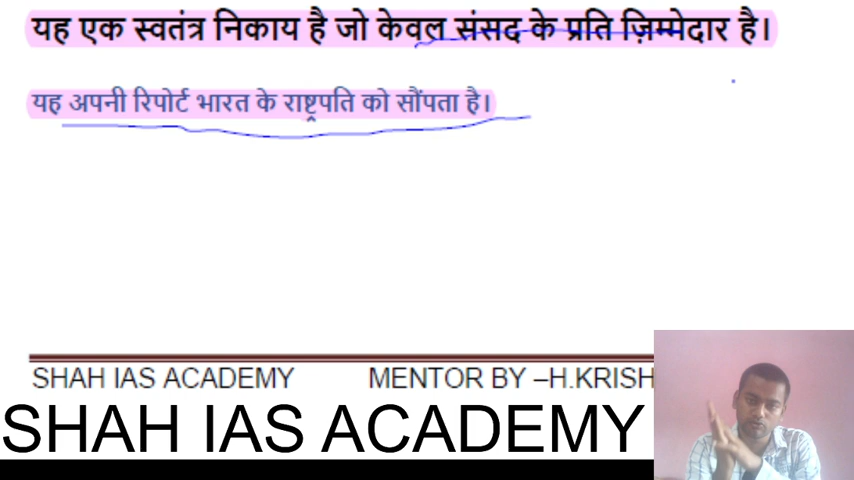 यह एक स्वतंत्र निकाय है जो केवल संसद के प्रति ज़िम्मेदार है।
यह अपनी रिपोर्ट भारत के राष्ट्रपति को सौंपता है।
SHAH IAS ACADEMY MENTOR BY –H.KRISH
SHAH IAS ACADEMY